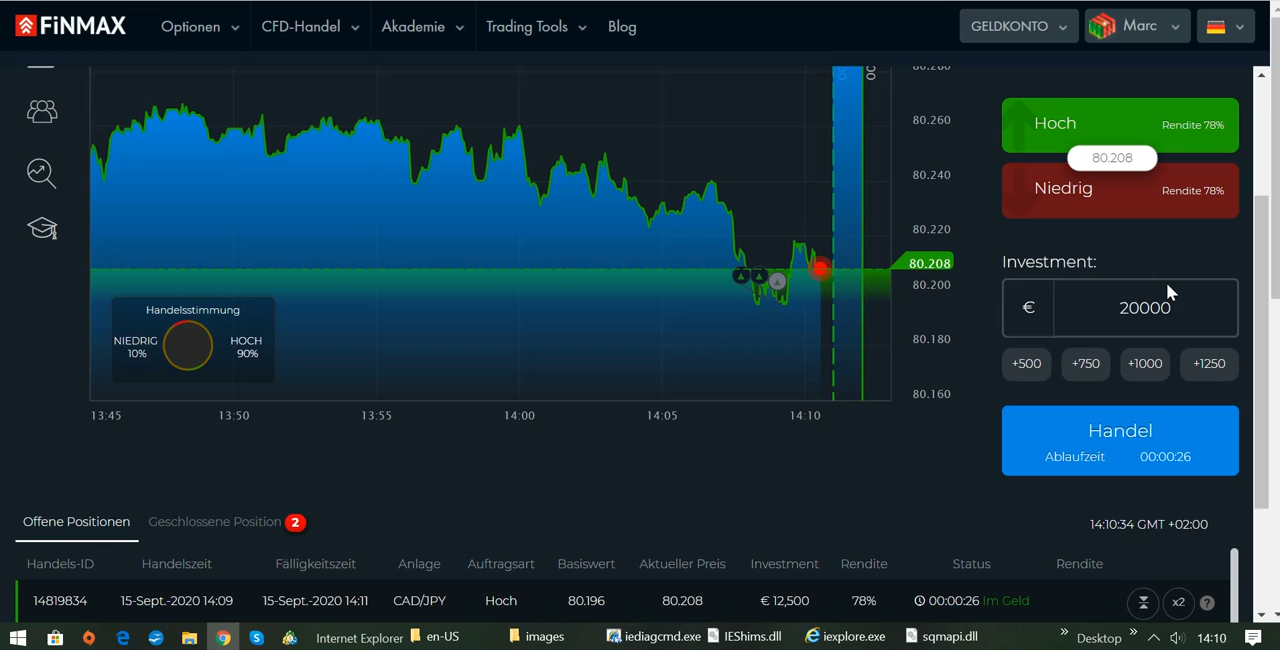 FiNMAX Optionen CFD-Handel Akademie Trading Tools Blog GELDKONTO Marc
80.280
80.260
80.240
80.220
80.208
80.200
80.180
80.160
Handelsstimmung
NIEDRIG HOCH
10% 90%
13:45 13:50 13:55 14:00 14:05 14:10
Hoch Rendite 78%
80.208
Niedrig Rendite 78%
Investment:
€ 20000
+500 +750 +1000 +1250
Handel
Ablaufzeit 00:00:26
Offene Positionen Geschlossene Position 2 14:10:34 GMT +02:00
Handels-ID Handelszeit Fälligkeitszeit Anlage Auftragsart Basiswert Aktueller Preis Investment Rendite Status Rendite
14819834 15-Sept.-2020 14:09 15-Sept.-2020 14:11 CAD/JPY Hoch 80.196 80.208 € 12,500 78% 00:00:26 Im Geld x2 ?
Internet Explorer en-US images iediagcmd.exe IEShims.dll iexplore.exe sqmapi.dll Desktop 14:10